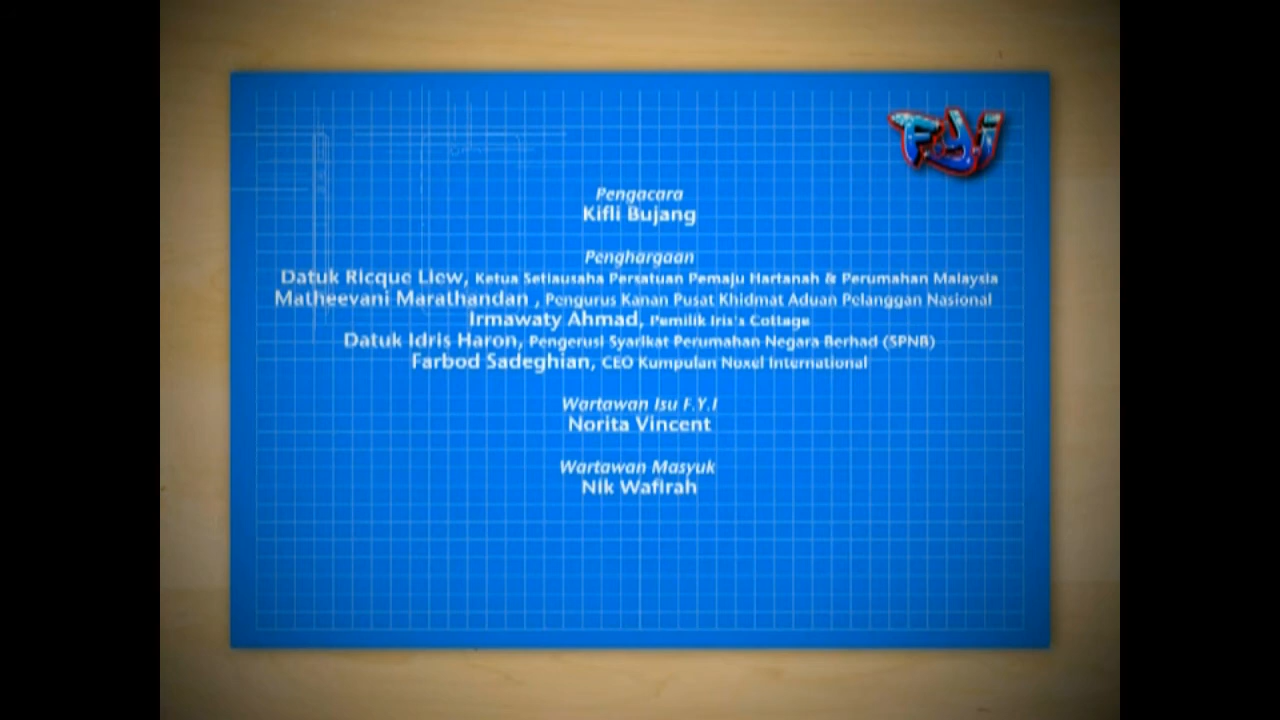 F.Y.I
Pengacara
Kifli Bujang
Penghargaan
Datuk Ricque Liew, Ketua Setiausaha Persatuan Pemaju Hartanah & Perumahan Malaysia
Matheevani Marathandan , Pengurus Kanan Pusat Khidmat Aduan Pelanggan Nasional
Irmawaty Ahmad, Pemilik Iris's Cottage
Datuk Idris Haron, Pengerusi Syarikat Perumahan Negara Berhad (SPNB)
Farbod Sadeghian, CEO Kumpulan Noxel International
Wartawan Isu F.Y.I
Norita Vincent
Wartawan Masyuk
Nik Wafirah